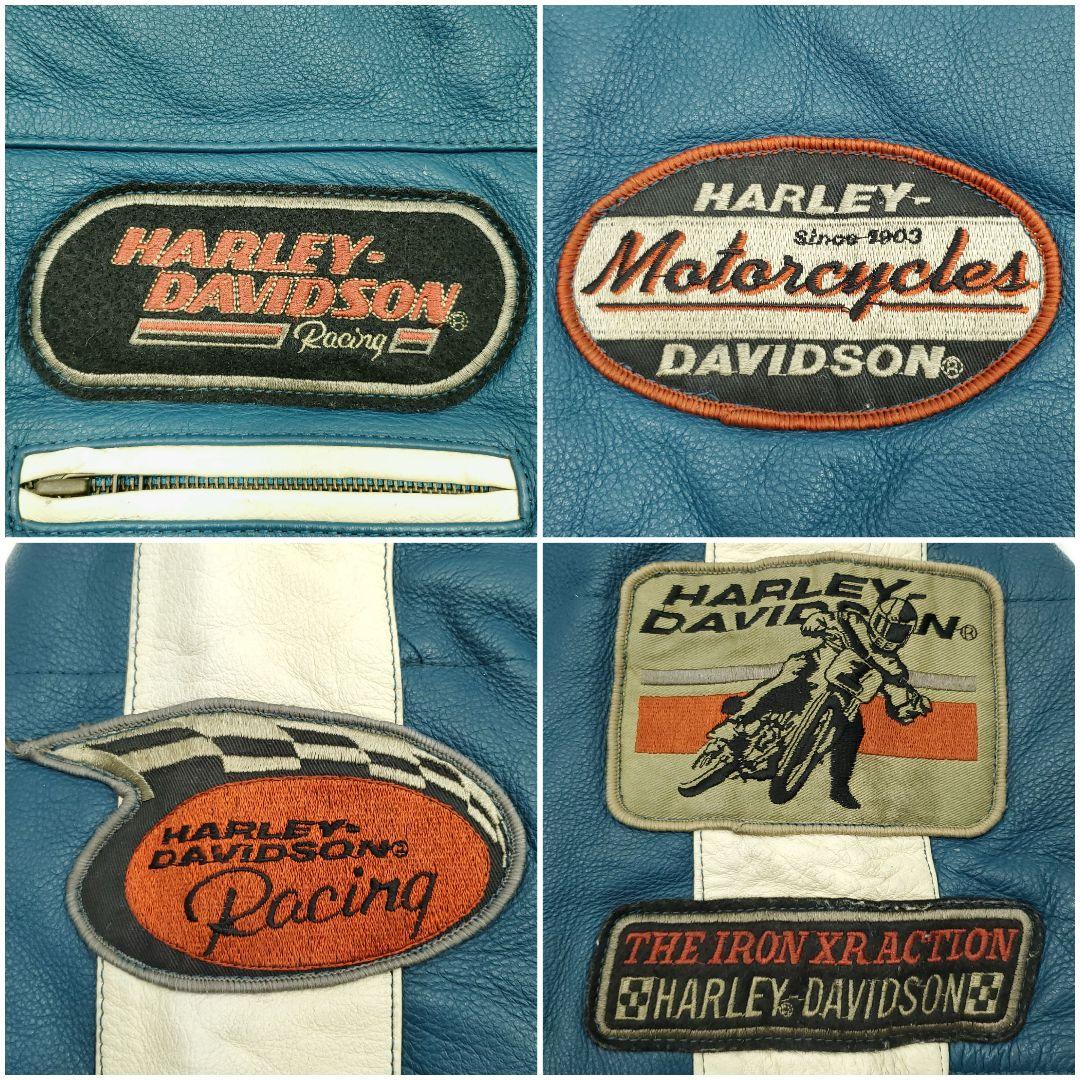 HARLEY-
DAVIDSON®
Racing
HARLEY-
Since 1903
Motorcycles
DAVIDSON®
HARLEY-
DAVIDSON®
Racing
HARLEY-
DAVIDSON®
THE IRON XR ACTION
HARLEY-DAVIDSON